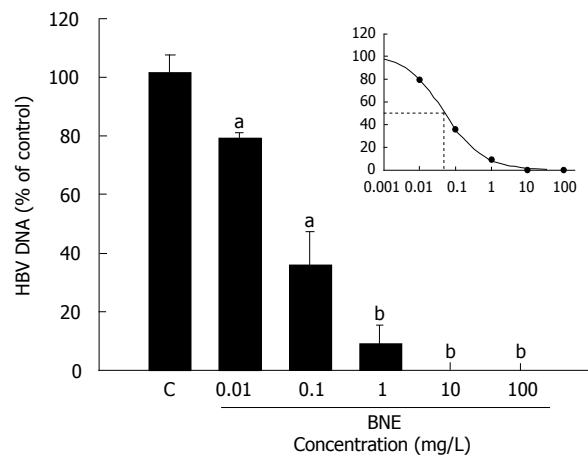 120
100
80
60
40
20
0
HBV DNA (% of control)
a
a
b
b
b
C 0.01 0.1 1 10 100
BNE
Concentration (mg/L)
120
100
80
60
40
20
0
0.001 0.01 0.1 1 10 100